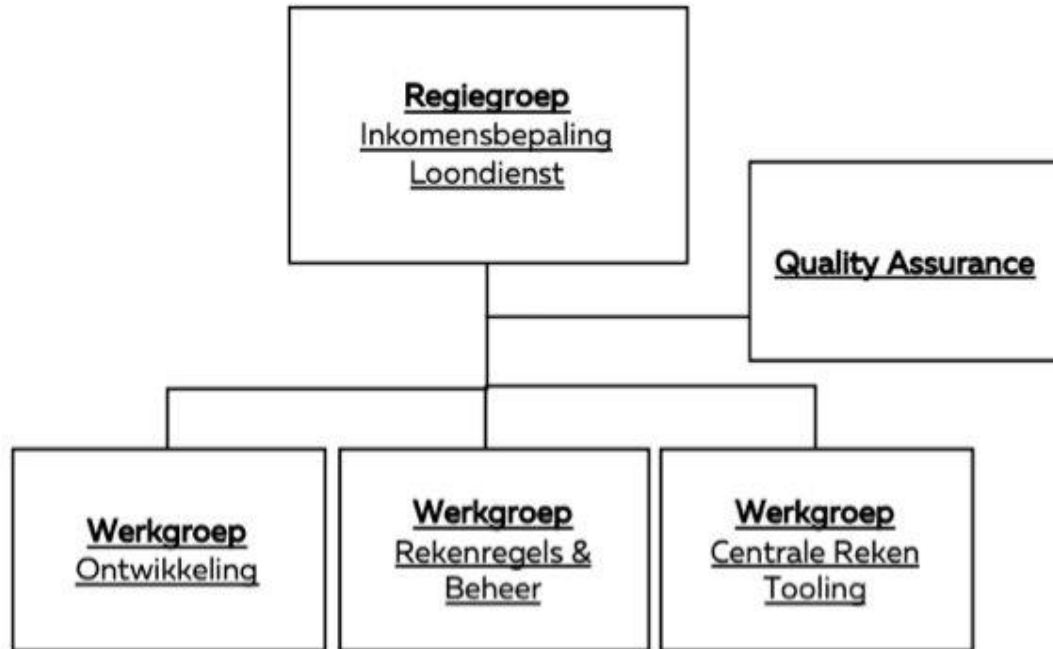 Regiegroep
Inkomensbepaling
Loondienst
Quality Assurance
Werkgroep
Ontwikkeling
Werkgroep
Rekenregels &
Beheer
Werkgroep
Centrale Reken
Tooling